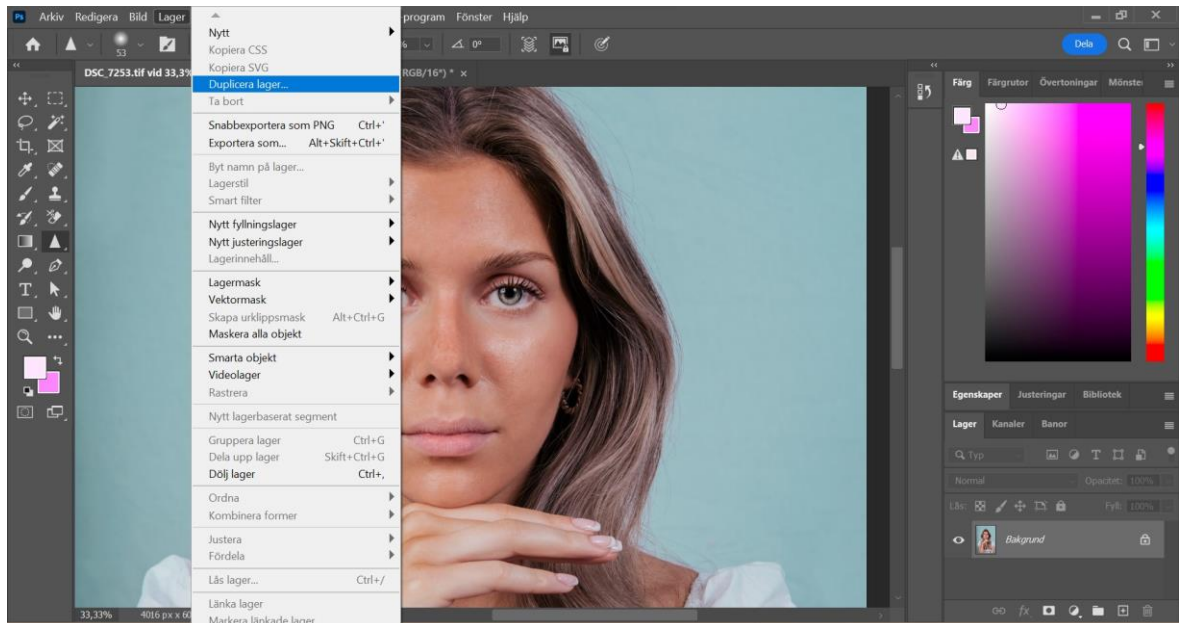 Ps Arkiv Redigera Bild Lager program Fönster Hjälp
53 % 0° Dela
DSC_7253.tif vid 33,3% RGB/16*) * ×
Nytt
Kopiera CSS
Kopiera SVG
Duplicera lager...
Ta bort
Snabbexportera som PNG Ctrl+'
Exportera som... Alt+Skift+Ctrl+'
Byt namn på lager...
Lagerstil
Smart filter
Nytt fyllningslager
Nytt justeringslager
Lagerinnehåll...
Lagermask
Vektormask
Skapa urklippsmask Alt+Ctrl+G
Maskera alla objekt
Smarta objekt
Videolager
Rastrera
Nytt lagerbaserat segment
Gruppera lager Ctrl+G
Dela upp lager Skift+Ctrl+G
Dölj lager Ctrl+,
Ordna
Kombinera former
Justera
Fördela
Lås lager... Ctrl+/
Länka lager
Markera länkade lager
33,33% 4016 px x 60
Färg Färgrutor Övertoningar Mönster
Egenskaper Justeringar Bibliotek
Lager Kanaler Banor
Typ
Normal Opacitet: 100%
Lås: Fyll: 100%
Bakgrund
fx